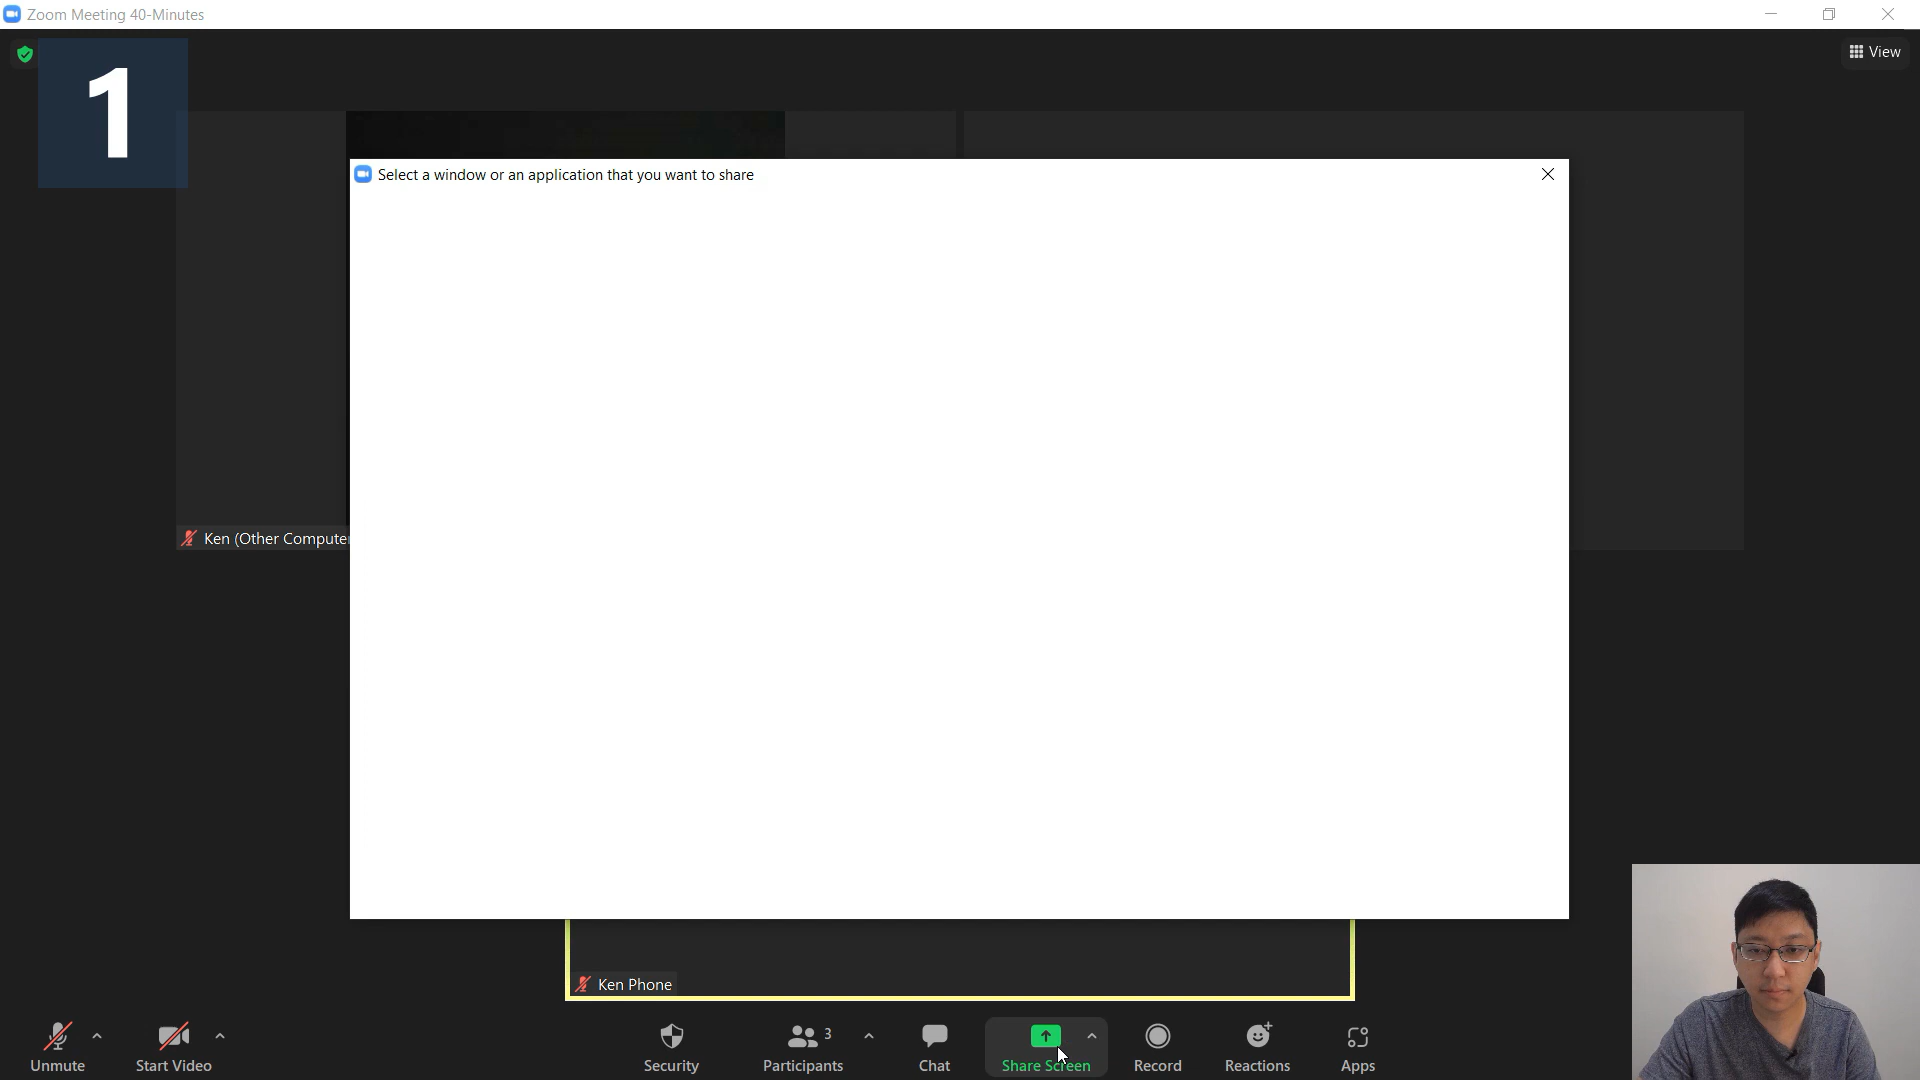 Zoom Meeting 40-Minutes
View
1
Select a window or an application that you want to share
Ken (Other Compute
Ken Phone
Unmute
Start Video
Security
3
Participants
Chat
Share Screen
Record
Reactions
Apps